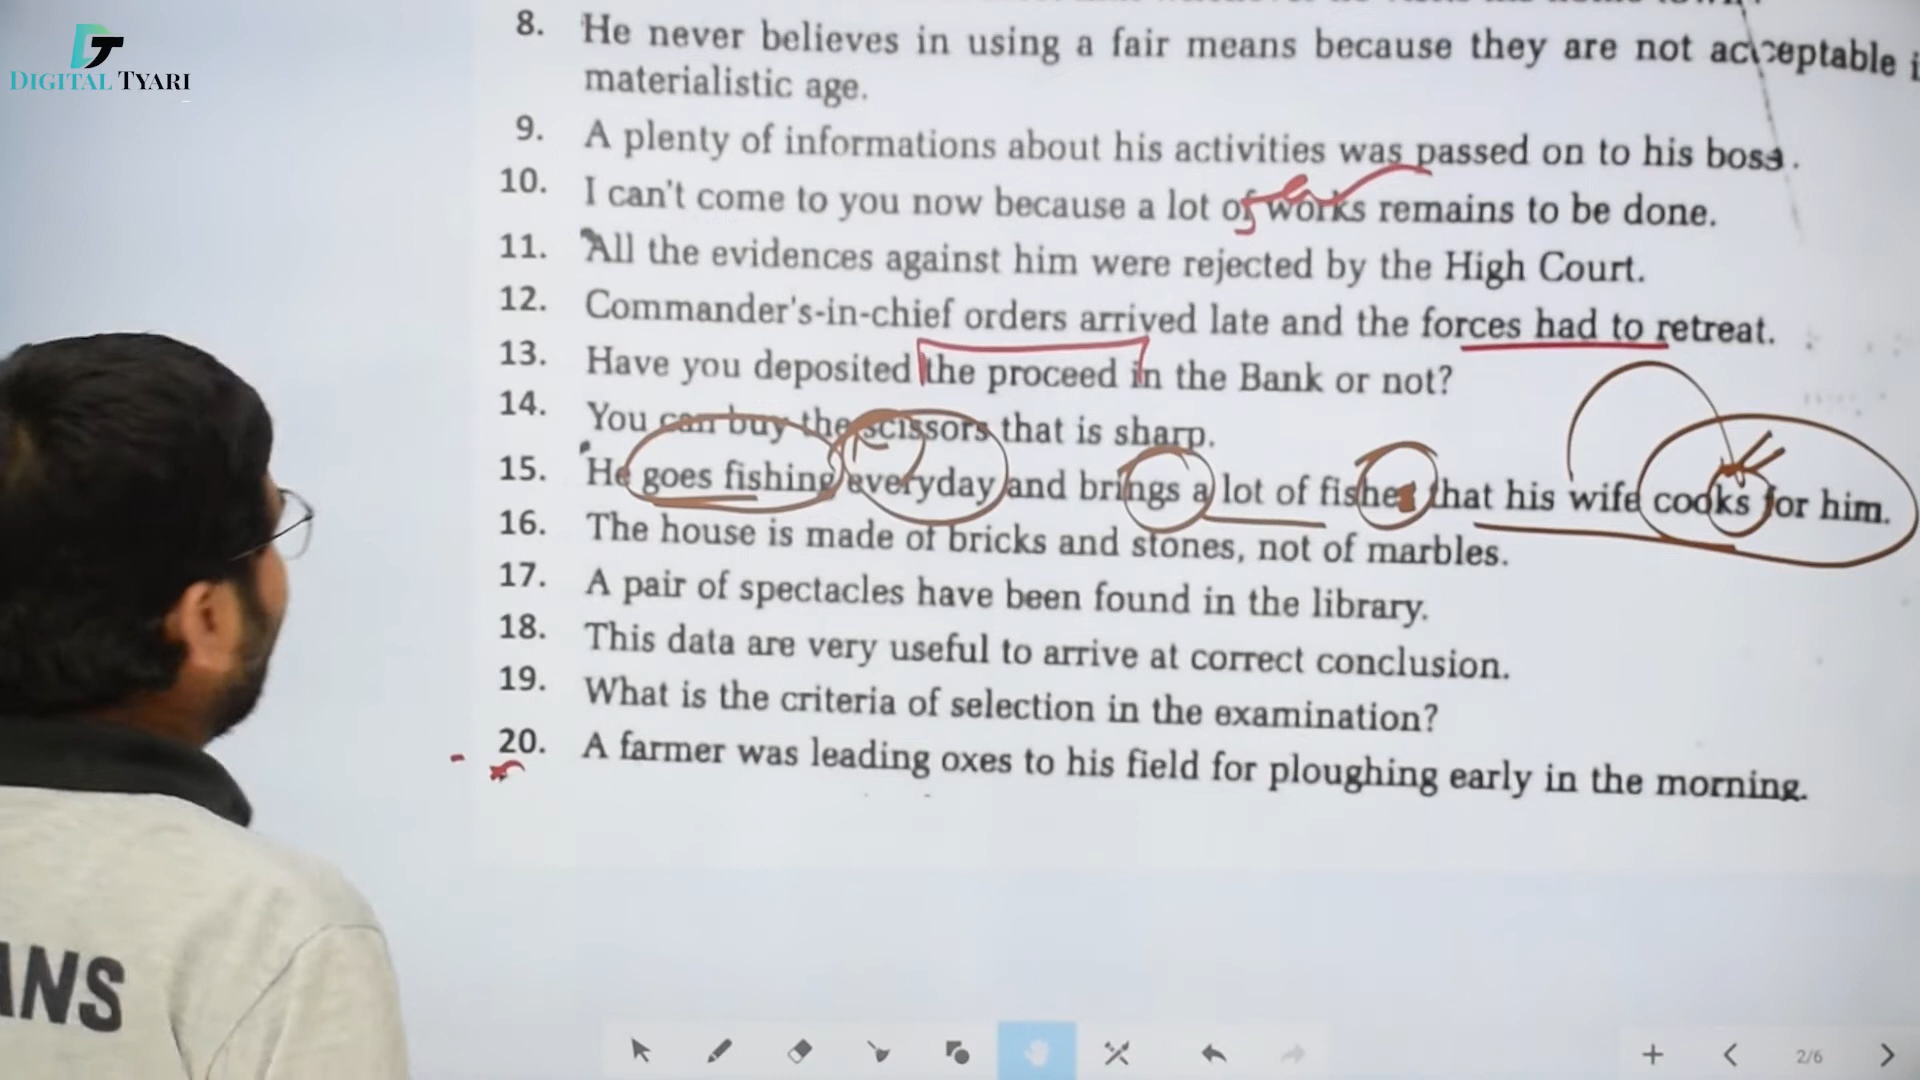 DIGITAL TYARI
8. He never believes in using a fair means because they are not acceptable
materialistic age.
9. A plenty of informations about his activities was passed on to his boss.
10. I can't come to you now because a lot of works remains to be done.
11. All the evidences against him were rejected by the High Court.
12. Commander's-in-chief orders arrived late and the forces had to retreat.
13. Have you deposited the proceed in the Bank or not?
14. You can buy the scissors that is sharp.
15. He goes fishing everyday and brings a lot of fishes that his wife cooks for him.
16. The house is made of bricks and stones, not of marbles.
17. A pair of spectacles have been found in the library.
18. This data are very useful to arrive at correct conclusion.
19. What is the criteria of selection in the examination?
20. A farmer was leading oxes to his field for ploughing early in the morning.
ANS
2/6